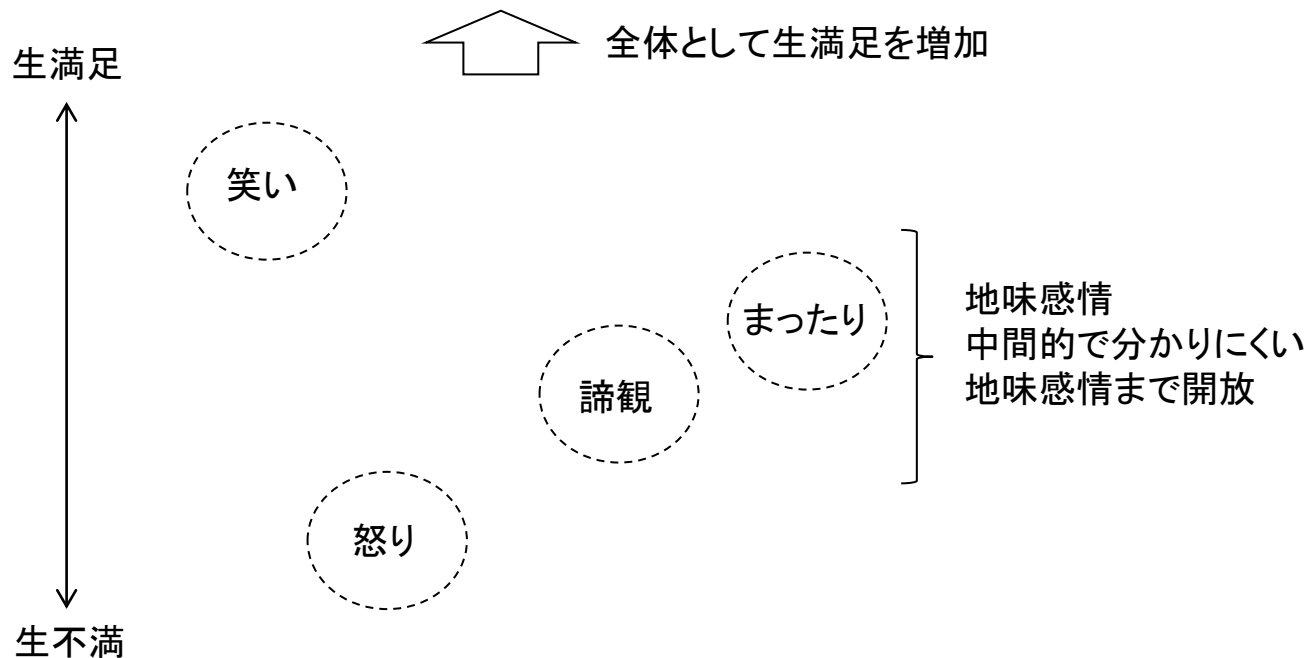 全体として生満足を増加
生満足
笑い
まったり
地味感情
中間的で分かりにくい
地味感情まで開放
諦観
怒り
生不満